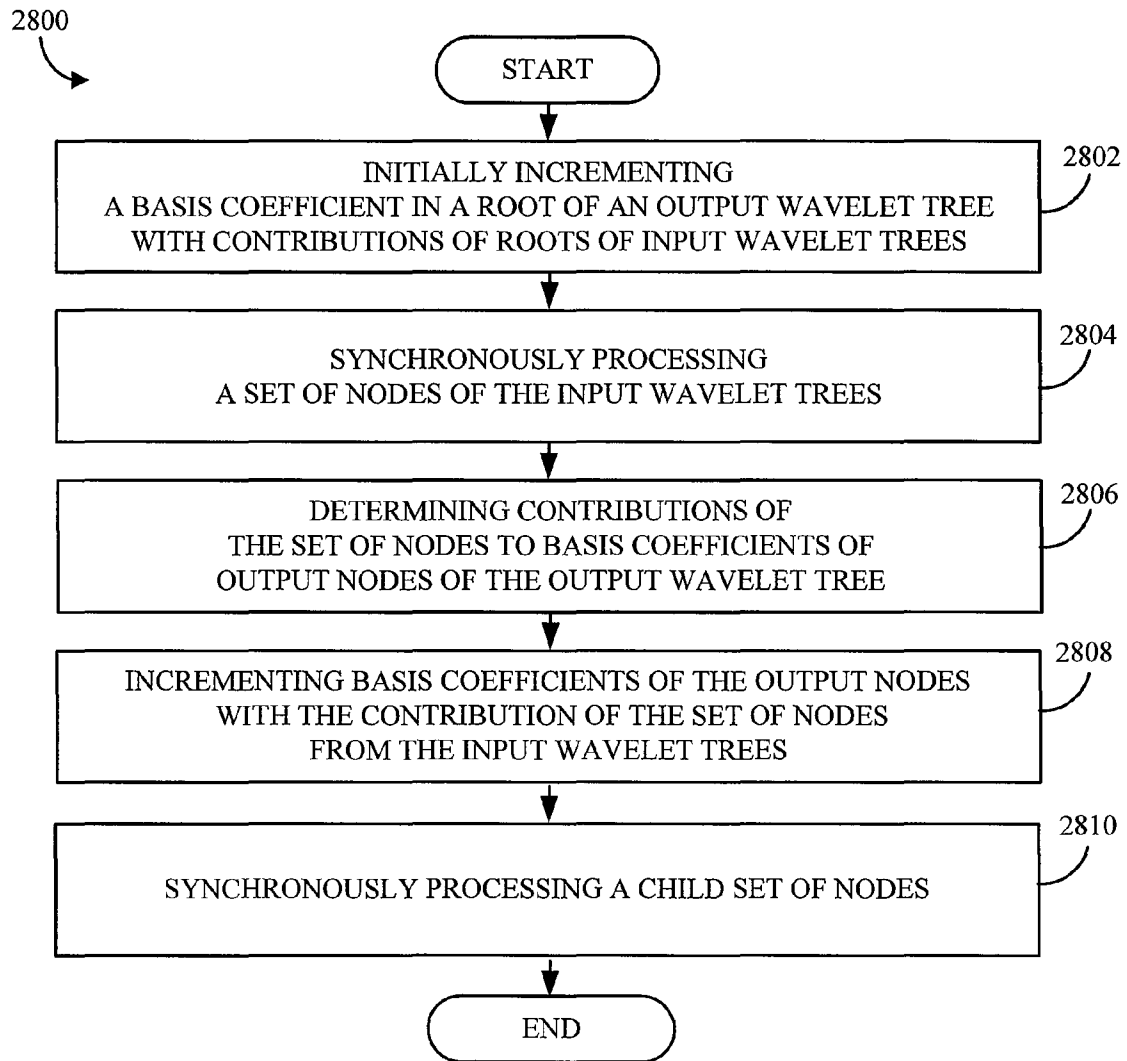 2800
START
INITIALLY INCREMENTING
A BASIS COEFFICIENT IN A ROOT OF AN OUTPUT WAVELET TREE
WITH CONTRIBUTIONS OF ROOTS OF INPUT WAVELET TREES
2802
SYNCHRONOUSLY PROCESSING
A SET OF NODES OF THE INPUT WAVELET TREES
2804
DETERMINING CONTRIBUTIONS OF
THE SET OF NODES TO BASIS COEFFICIENTS OF
OUTPUT NODES OF THE OUTPUT WAVELET TREE
2806
INCREMENTING BASIS COEFFICIENTS OF THE OUTPUT NODES
WITH THE CONTRIBUTION OF THE SET OF NODES
FROM THE INPUT WAVELET TREES
2808
SYNCHRONOUSLY PROCESSING A CHILD SET OF NODES
2810
END